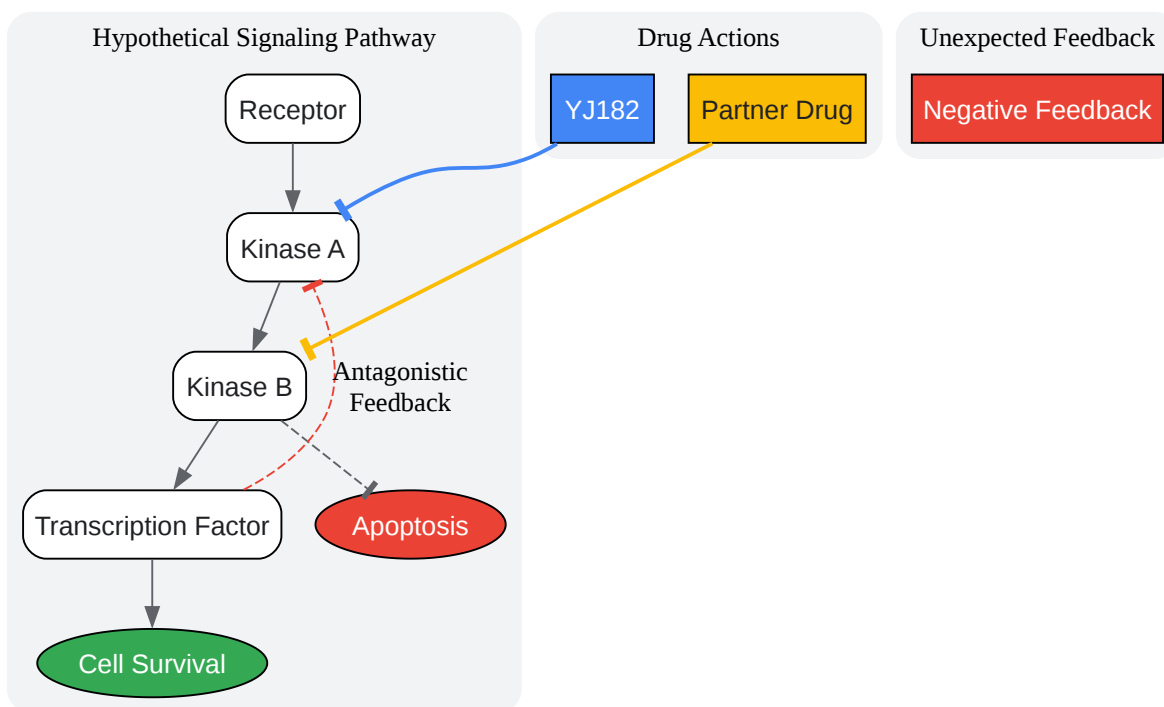 Hypothetical Signaling Pathway
Drug Actions
Unexpected Feedback
Receptor
YJ182
Partner Drug
Negative Feedback
Kinase A
Kinase B
Antagonistic
Feedback
Transcription Factor
Apoptosis
Cell Survival